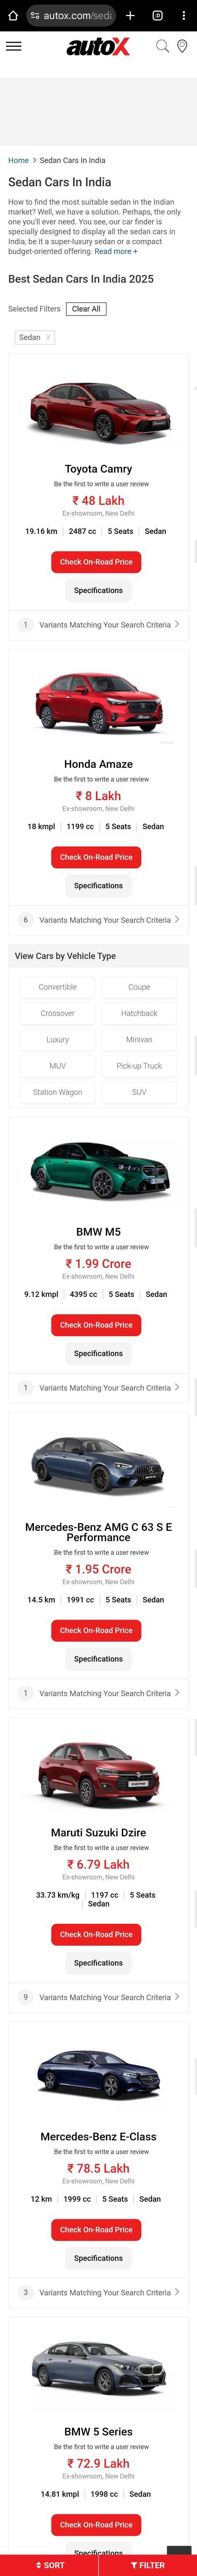 autox.com/seda
:D
autoX
Home > Sedan Cars In India
Sedan Cars In India
How to find the most suitable sedan in the Indian
market? Well, we have a solution. Perhaps, the only
one you'll ever need. You see, our car finder is
specially designed to display all the sedan cars in
India, be it a super-luxury sedan or a compact
budget-oriented offering. Read more +
Best Sedan Cars In India 2025
Selected Filters Clear All
Sedan X
Toyota Camry
Be the first to write a user review
₹ 48 Lakh
Ex-showroom, New Delhi
19.16 km | 2487 cc | 5 Seats | Sedan
Check On-Road Price
Specifications
1 Variants Matching Your Search Criteria >
Honda Amaze
Be the first to write a user review
₹ 8 Lakh
Ex-showroom, New Delhi
18 kmpl | 1199 cc | 5 Seats | Sedan
Check On-Road Price
Specifications
6 Variants Matching Your Search Criteria >
View Cars by Vehicle Type
Convertible Coupe
Crossover Hatchback
Luxury Minivan
MUV Pick-up Truck
Station Wagon SUV
BMW M5
Be the first to write a user review
₹ 1.99 Crore
Ex-showroom, New Delhi
9.12 kmpl | 4395 cc | 5 Seats | Sedan
Check On-Road Price
Specifications
1 Variants Matching Your Search Criteria >
Mercedes-Benz AMG C 63 S E
Performance
Be the first to write a user review
₹ 1.95 Crore
Ex-showroom, New Delhi
14.5 km | 1991 cc | 5 Seats | Sedan
Check On-Road Price
Specifications
1 Variants Matching Your Search Criteria >
Maruti Suzuki Dzire
Be the first to write a user review
₹ 6.79 Lakh
Ex-showroom, New Delhi
33.73 km/kg | 1197 cc | 5 Seats
| Sedan
Check On-Road Price
Specifications
9 Variants Matching Your Search Criteria >
Mercedes-Benz E-Class
Be the first to write a user review
₹ 78.5 Lakh
Ex-showroom, New Delhi
12 km | 1999 cc | 5 Seats | Sedan
Check On-Road Price
Specifications
3 Variants Matching Your Search Criteria >
BMW 5 Series
Be the first to write a user review
₹ 72.9 Lakh
Ex-showroom, New Delhi
14.81 kmpl | 1998 cc | Sedan
Check On-Road Price
Specifications
SORT FILTER